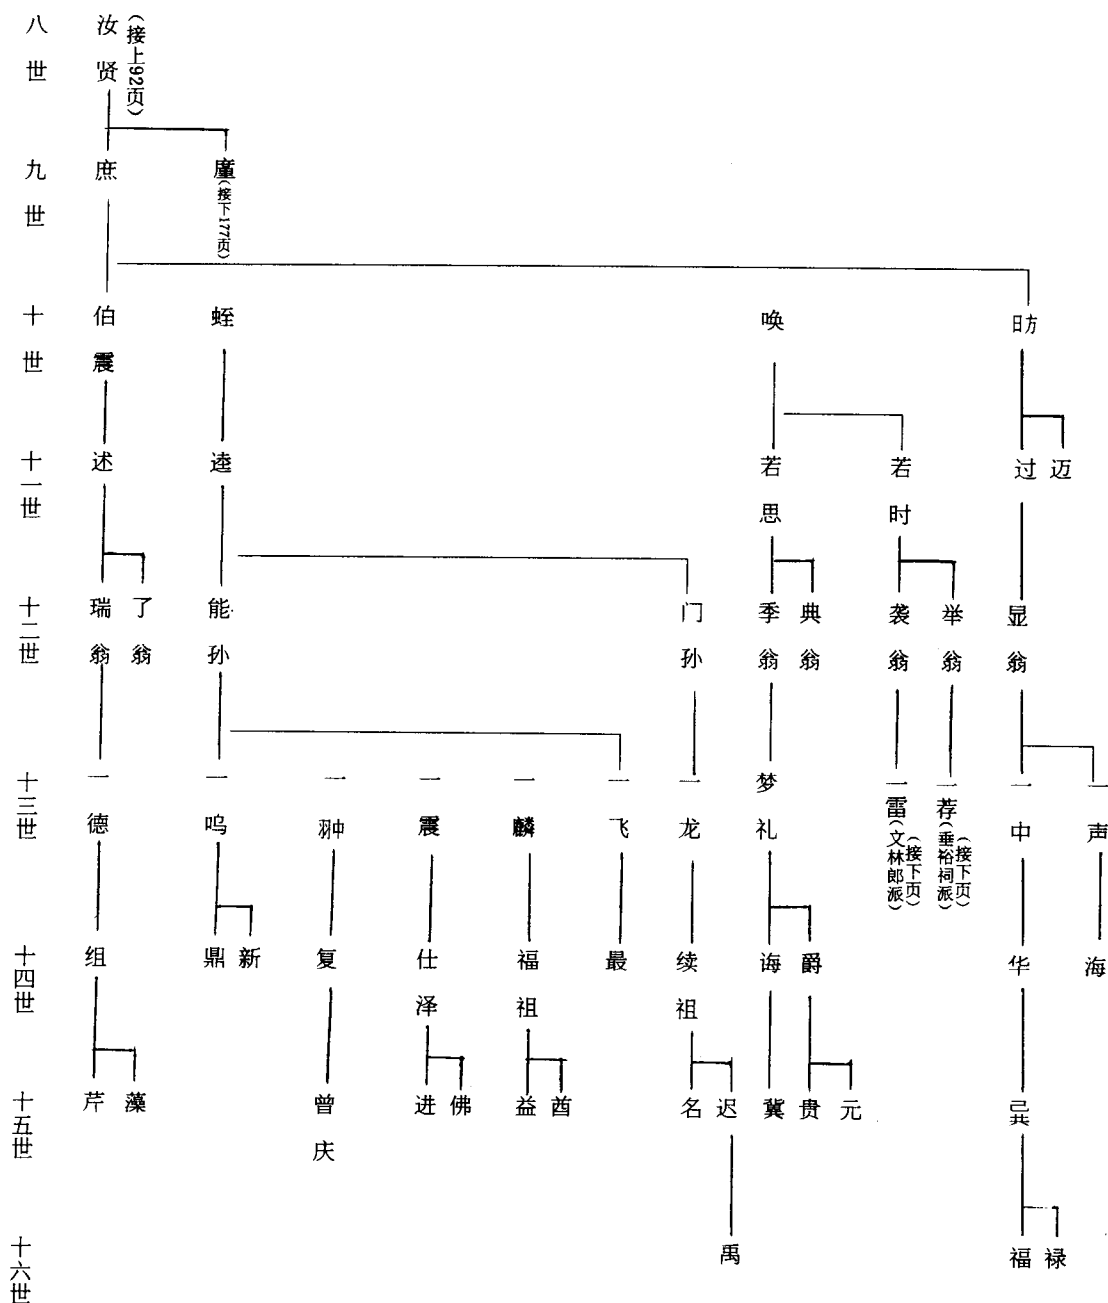 八世 汝贤（接上92页）
九世 庶 廑（接下177页）
十世 伯震 蛭 唤 昉
十一世 述 逵 若思 若时 过 迈
十二世 瑞翁 了翁 能孙 门孙 季翁 典翁 袭翁 举翁 显翁
十三世 一德 一鸣 一翀 一震 一麟 一飞 一龙 梦礼 一雷（文林郎派）（接下页） 一荐（垂裕祠派）（接下页） 一中 一声
十四世 组 鼎 新 复 仕泽 福祖 最 续祖 诲 爵 华 海
十五世 芹 藻 曾庆 进 佛 益 酋 名 迟 冀 贵 元
十六世 禹 福 禄